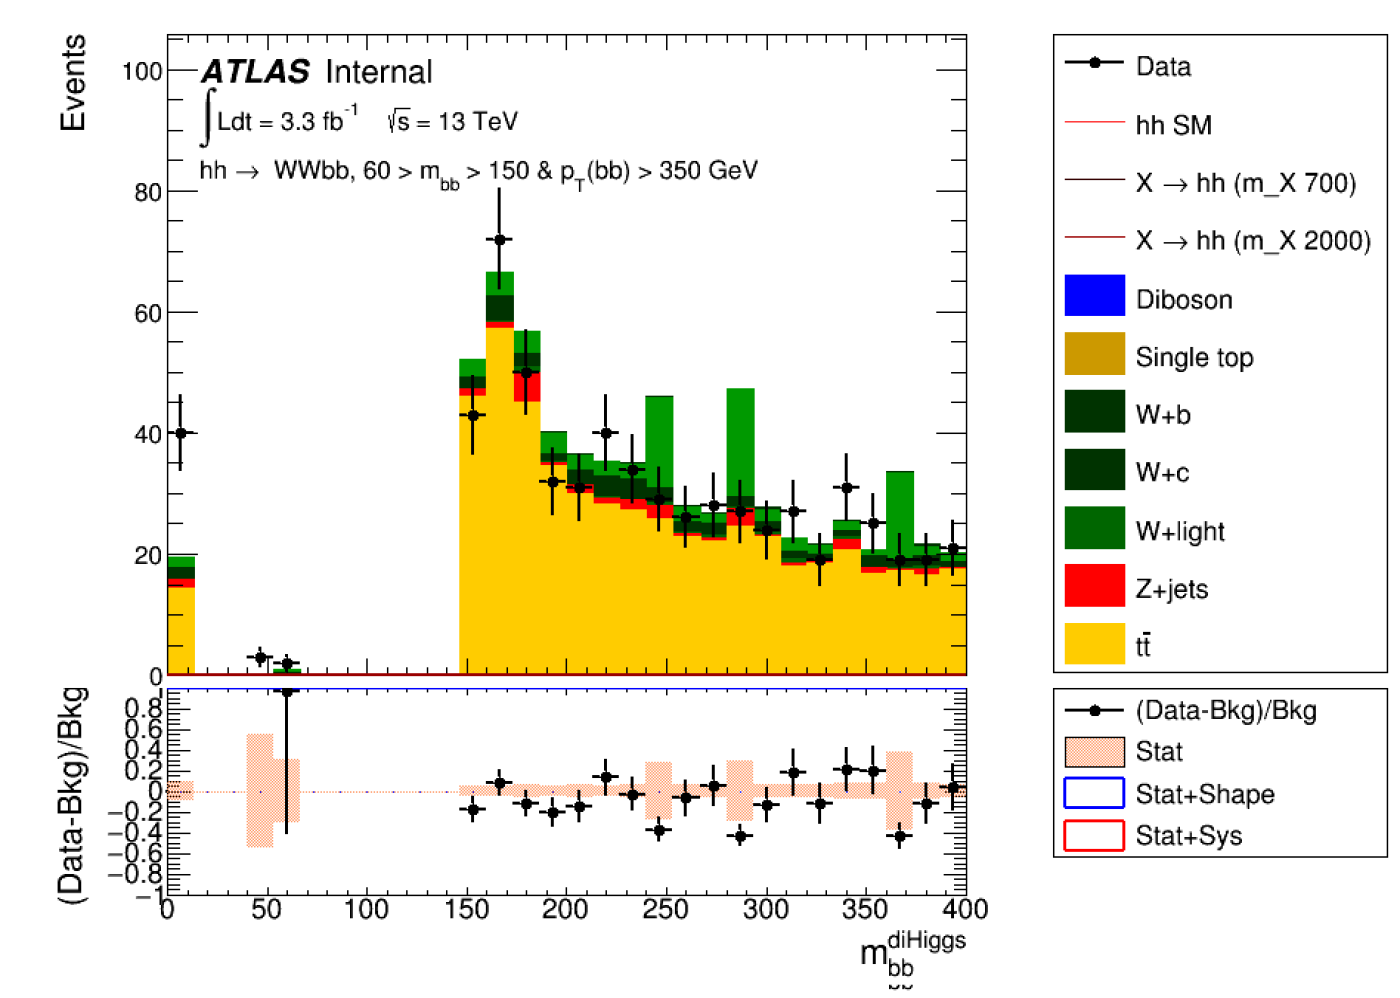 Events
100
80
60
40
20
0
ATLAS Internal
∫Ldt = 3.3 fb⁻¹ √s = 13 TeV
hh → WWbb, 60 > m_bb > 150 & p_T(bb) > 350 GeV
Data
hh SM
X → hh (m_X 700)
X → hh (m_X 2000)
Diboson
Single top
W+b
W+c
W+light
Z+jets
tt̄
(Data-Bkg)/Bkg
1
0.8
0.6
0.4
0.2
0
−0.2
−0.4
−0.6
−0.8
−1
0 50 100 150 200 250 300 350 400
m_bb^diHiggs
(Data-Bkg)/Bkg
Stat
Stat+Shape
Stat+Sys